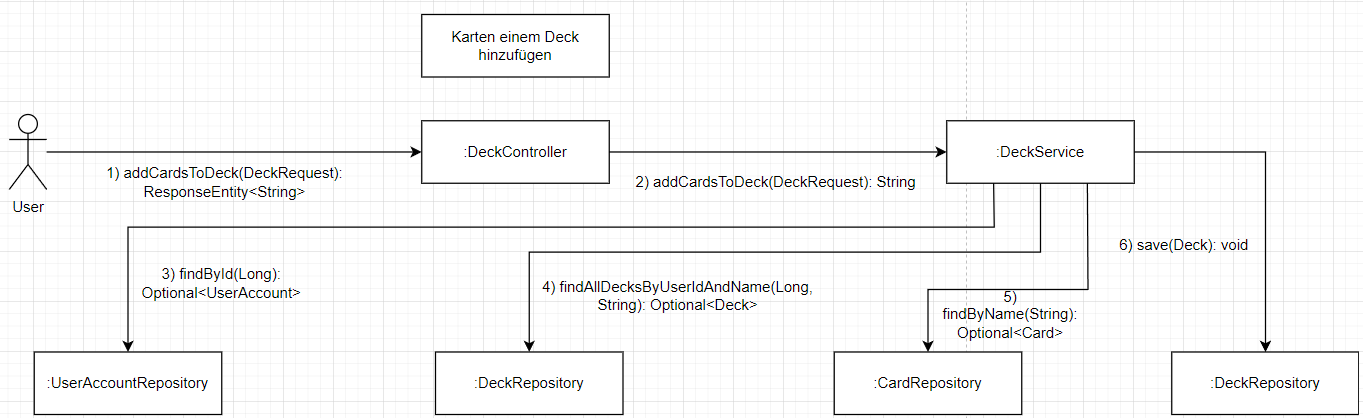 Karten einem Deck
hinzufügen
:DeckController
:DeckService
1) addCardsToDeck(DeckRequest):
ResponseEntity<String>
2) addCardsToDeck(DeckRequest): String
User
3) findById(Long):
Optional<UserAccount>
4) findAllDecksByUserIdAndName(Long,
String): Optional<Deck>
5)
findByName(String):
Optional<Card>
6) save(Deck): void
:UserAccountRepository
:DeckRepository
:CardRepository
:DeckRepository